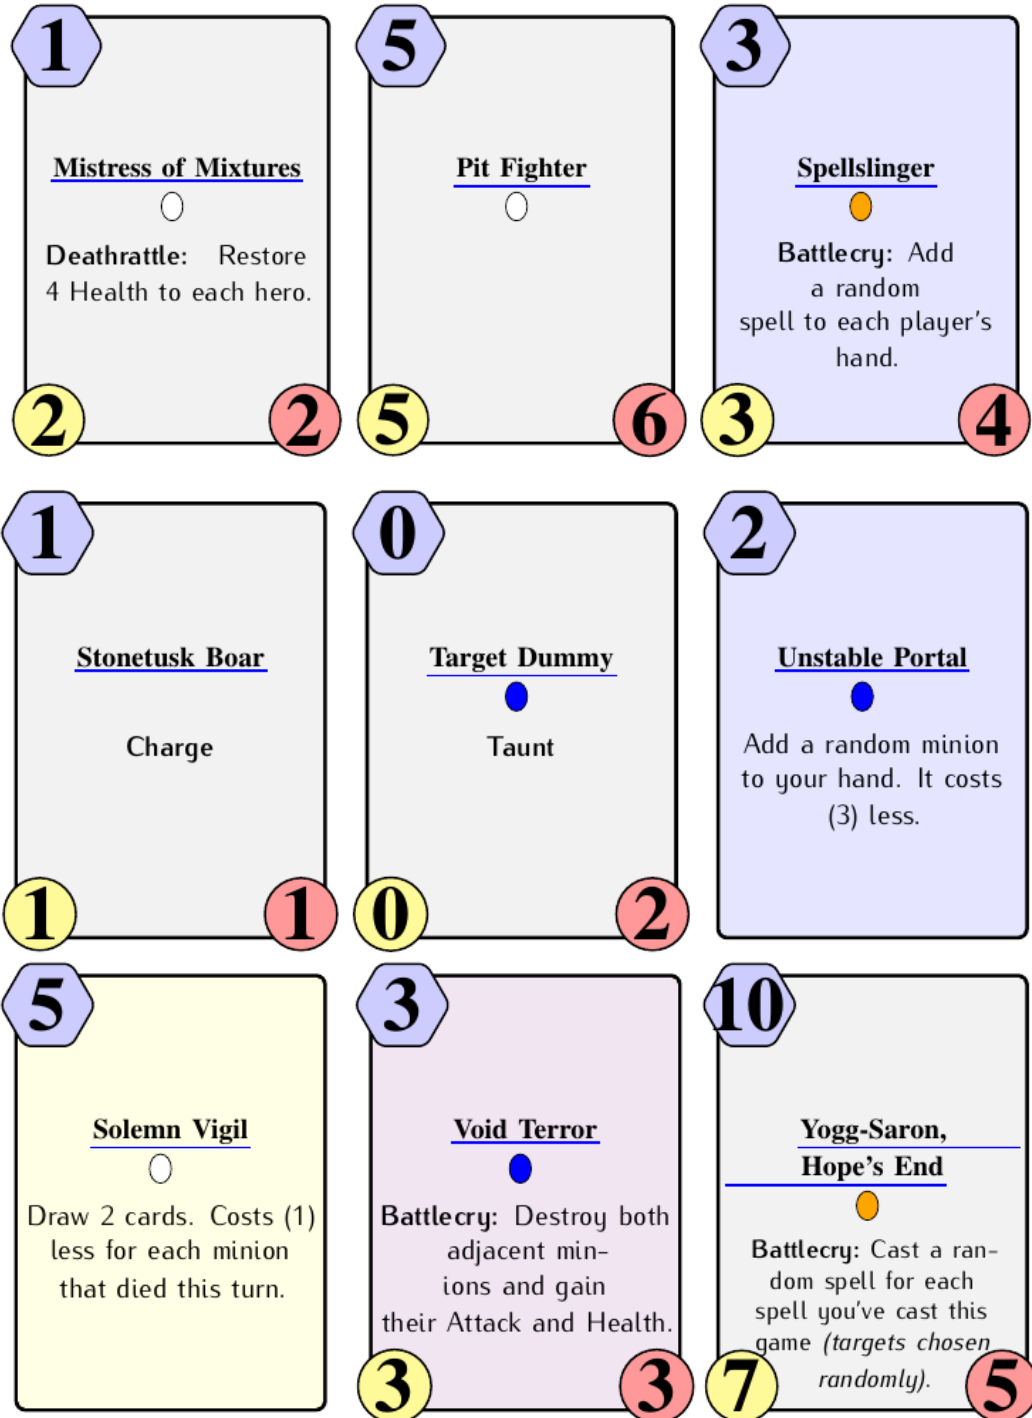 1
Mistress of Mixtures
Deathrattle: Restore
4 Health to each hero.
2
2
5
Pit Fighter
5
6
3
Spellslinger
Battlecry: Add
a random
spell to each player's
hand.
3
4
1
Stonetusk Boar
Charge
1
1
0
Target Dummy
Taunt
0
2
2
Unstable Portal
Add a random minion
to your hand. It costs
(3) less.
5
Solemn Vigil
Draw 2 cards. Costs (1)
less for each minion
that died this turn.
3
Void Terror
Battlecry: Destroy both
adjacent min-
ions and gain
their Attack and Health.
3
3
10
Yogg-Saron,
Hope's End
Battlecry: Cast a ran-
dom spell for each
spell you've cast this
game (targets chosen
randomly).
7
5